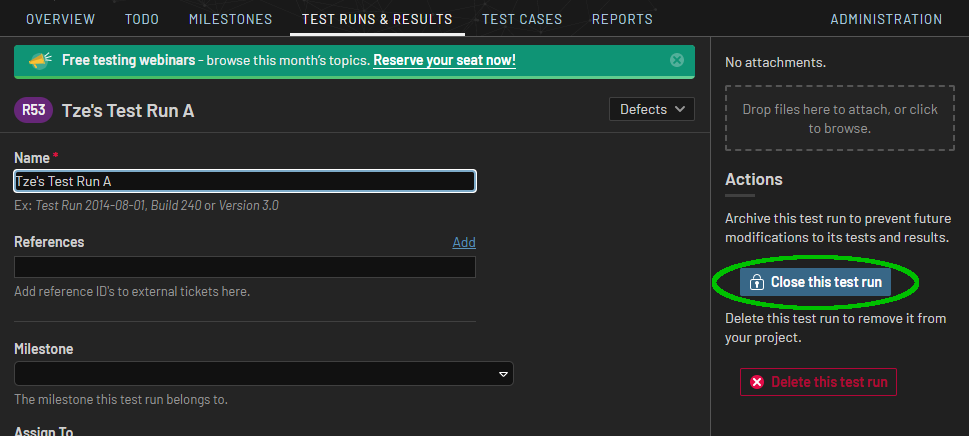 OVERVIEW TODO MILESTONES TEST RUNS & RESULTS TEST CASES REPORTS ADMINISTRATION
Free testing webinars - browse this month's topics. Reserve your seat now!
R53 Tze's Test Run A Defects
Name *
Tze's Test Run A
Ex: Test Run 2014-08-01, Build 240 or Version 3.0
References Add
Add reference ID's to external tickets here.
Milestone
The milestone this test run belongs to.
Assign To
No attachments.
Drop files here to attach, or click
to browse.
Actions
Archive this test run to prevent future
modifications to its tests and results.
Close this test run
Delete this test run to remove it from
your project.
Delete this test run